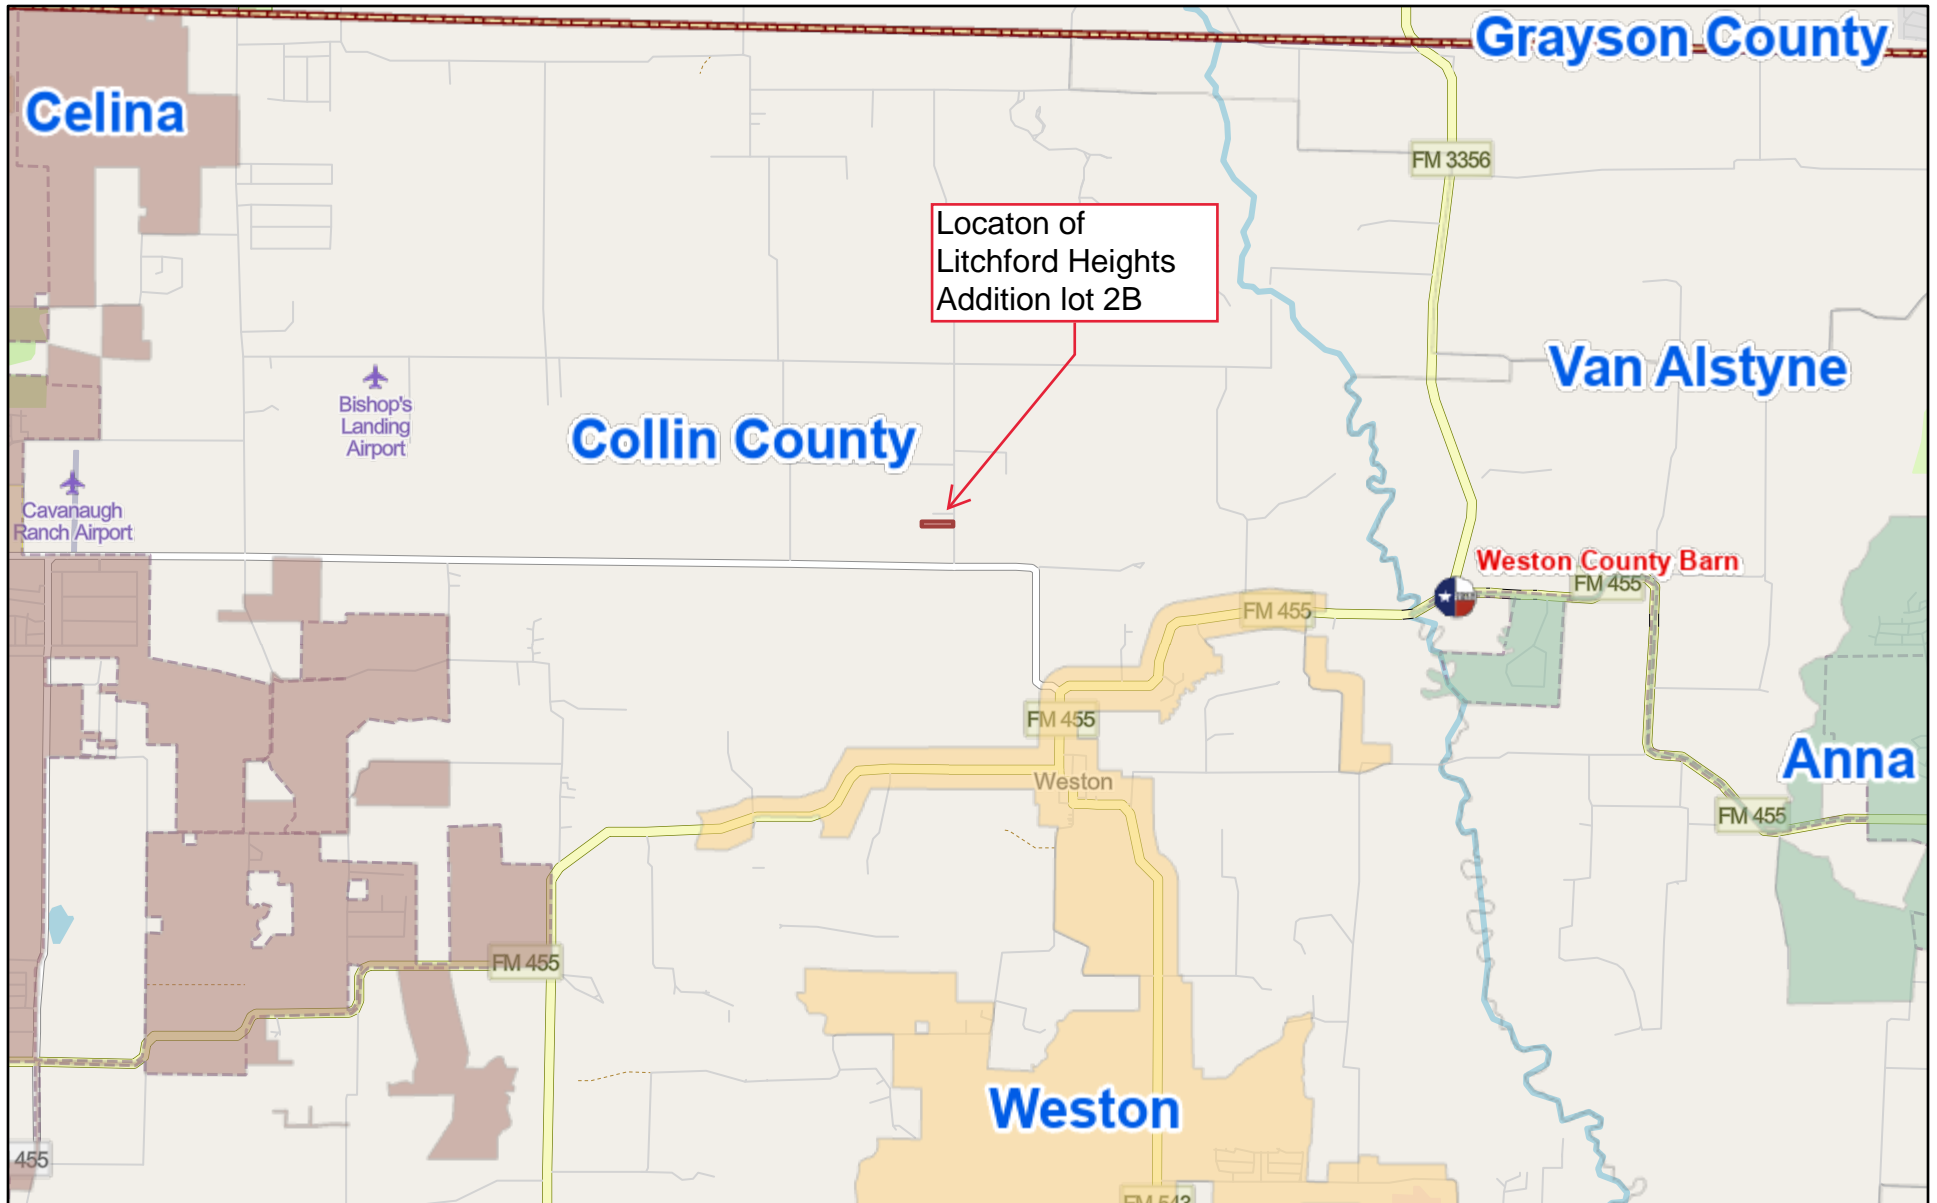 Grayson County
Celina
FM 3356
Locaton of
Litchford Heights
Addition lot 2B
Van Alstyne
Bishop's
Landing
Airport
Collin County
Cavanaugh
Ranch Airport
Weston County Barn
FM 455
FM 455
FM 455
Weston
Anna
FM 455
FM 455
Weston
455
FM 543